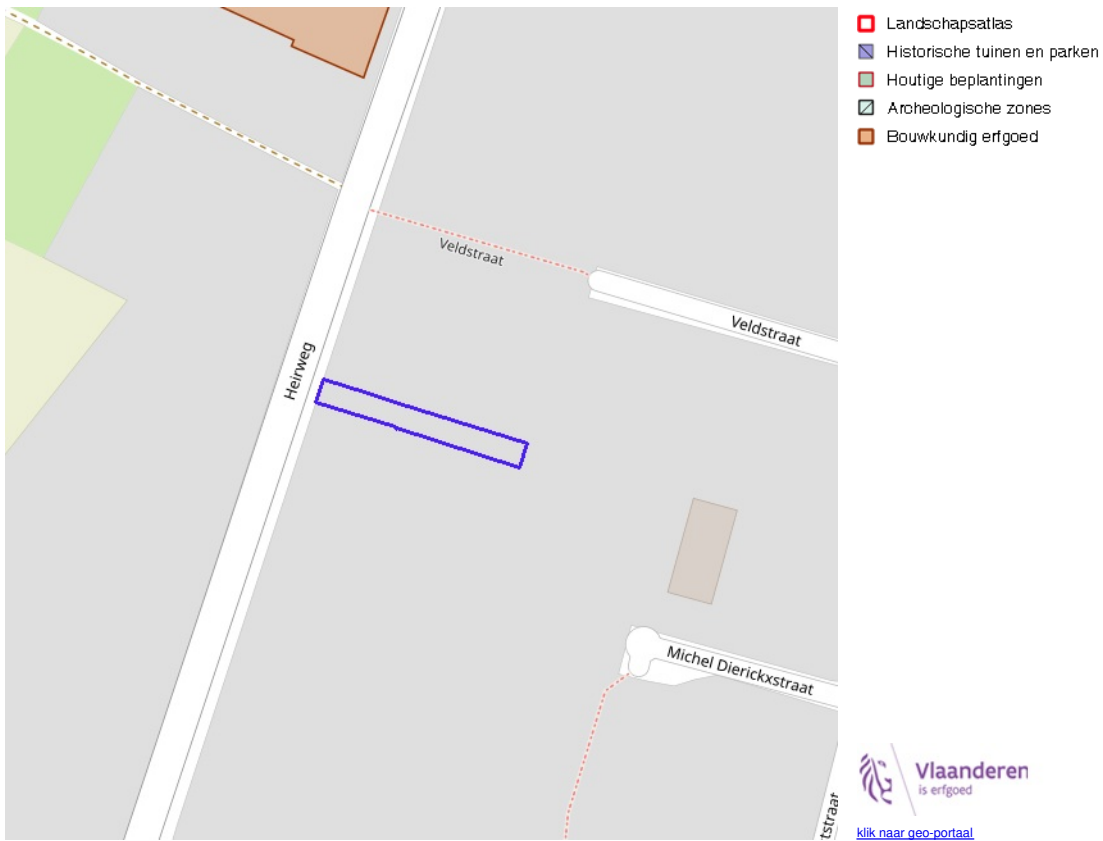 Landschapsatlas
Historische tuinen en parken
Houtige beplantingen
Archeologische zones
Bouwkundig erfgoed
Veldstraat
Veldstraat
Heirweg
Michel Dierickxstraat
tstraat
Vlaanderen
is erfgoed
klik naar geo-portaal